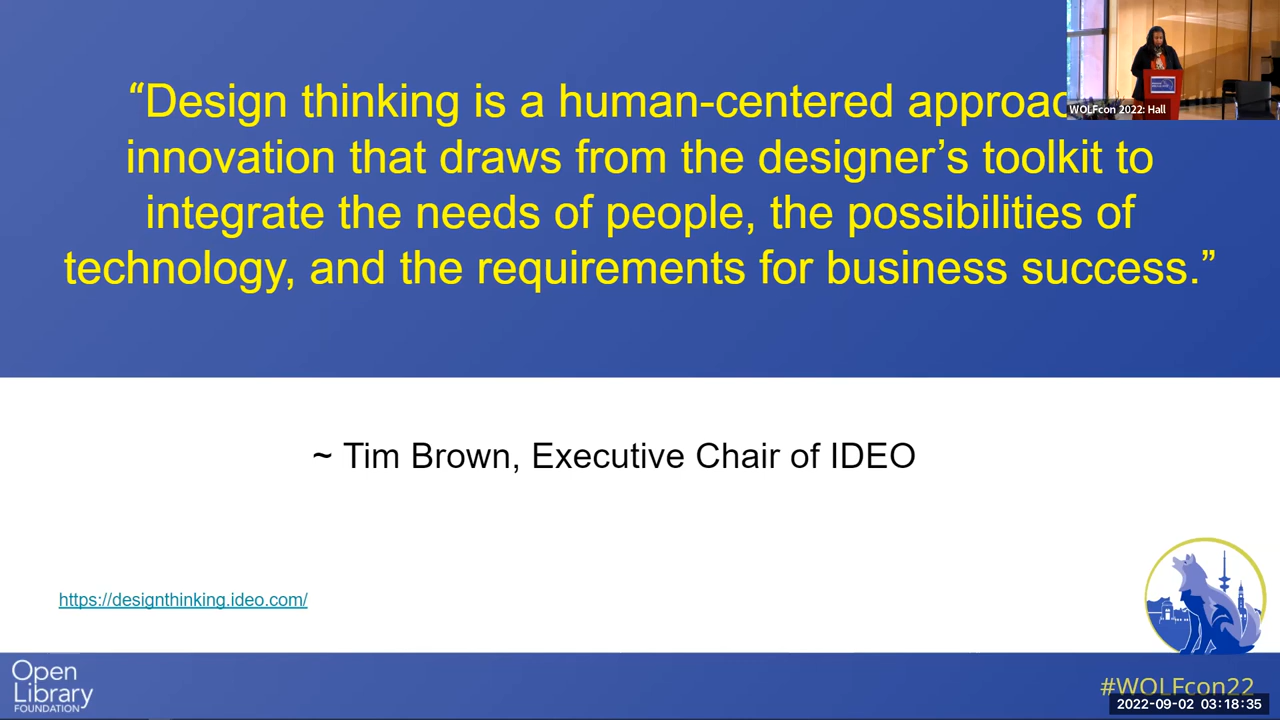 “Design thinking is a human-centered approac
innovation that draws from the designer’s toolkit to
integrate the needs of people, the possibilities of
technology, and the requirements for business success.”
WOLFcon 2022: Hall
~ Tim Brown, Executive Chair of IDEO
https://designthinking.ideo.com/
Open
Library
FOUNDATION
#WOLFcon22
2022-09-02 03:18:35